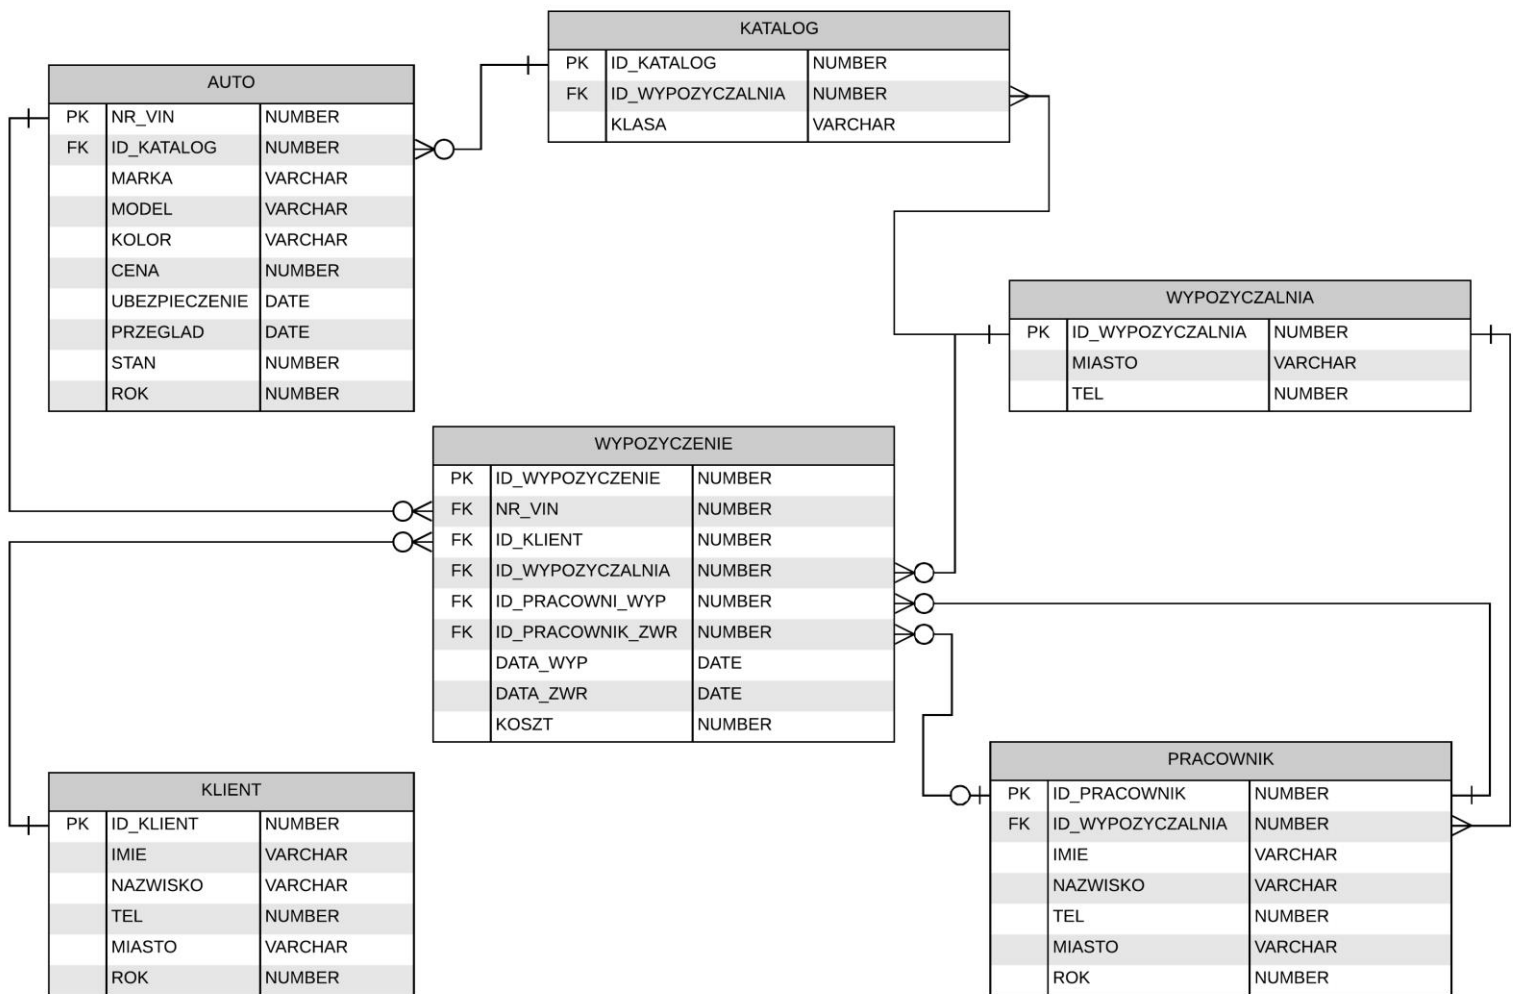 KATALOG
PK ID_KATALOG NUMBER
FK ID_WYPOZYCZALNIA NUMBER
KLASA VARCHAR
AUTO
PK NR_VIN NUMBER
FK ID_KATALOG NUMBER
MARKA VARCHAR
MODEL VARCHAR
KOLOR VARCHAR
CENA NUMBER
UBEZPIECZENIE DATE
PRZEGLAD DATE
STAN NUMBER
ROK NUMBER
WYPOZYCZALNIA
PK ID_WYPOZYCZALNIA NUMBER
MIASTO VARCHAR
TEL NUMBER
WYPOZYCZENIE
PK ID_WYPOZYCZENIE NUMBER
FK NR_VIN NUMBER
FK ID_KLIENT NUMBER
FK ID_WYPOZYCZALNIA NUMBER
FK ID_PRACOWNI_WYP NUMBER
FK ID_PRACOWNIK_ZWR NUMBER
DATA_WYP DATE
DATA_ZWR DATE
KOSZT NUMBER
KLIENT
PK ID_KLIENT NUMBER
IMIE VARCHAR
NAZWISKO VARCHAR
TEL NUMBER
MIASTO VARCHAR
ROK NUMBER
PRACOWNIK
PK ID_PRACOWNIK NUMBER
FK ID_WYPOZYCZALNIA NUMBER
IMIE VARCHAR
NAZWISKO VARCHAR
TEL NUMBER
MIASTO VARCHAR
ROK NUMBER